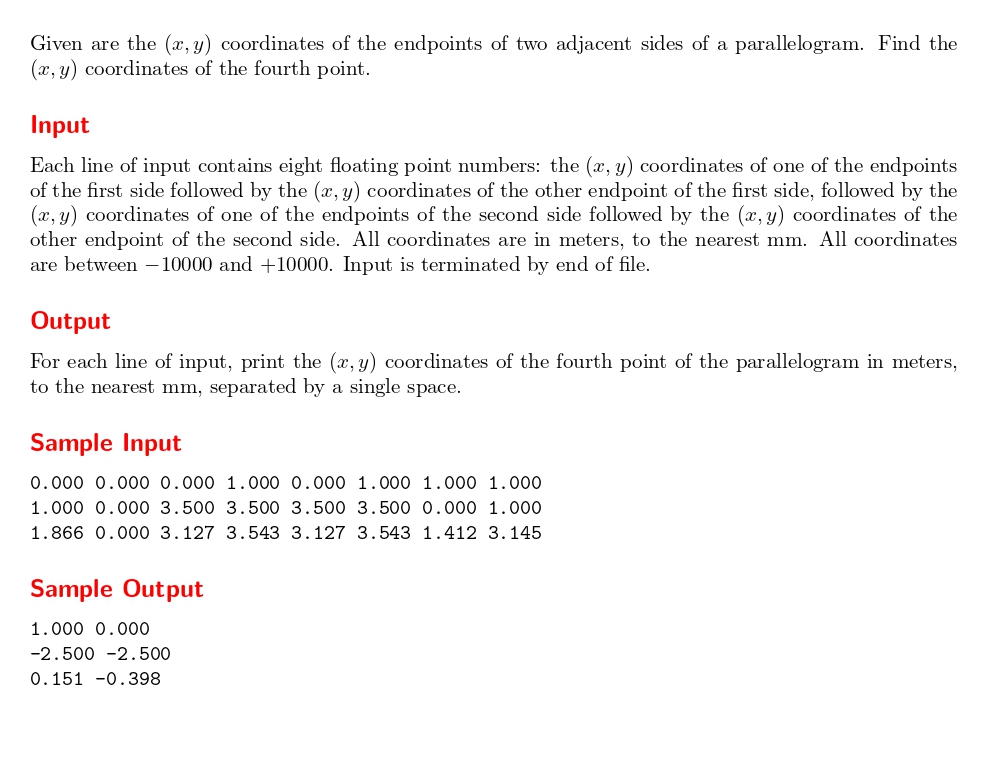 Given are the (x, y) coordinates of the endpoints of two adjacent sides of a parallelogram. Find the
(x, y) coordinates of the fourth point.
Input
Each line of input contains eight floating point numbers: the (x, y) coordinates of one of the endpoints
of the first side followed by the (x, y) coordinates of the other endpoint of the first side, followed by the
(x, y) coordinates of one of the endpoints of the second side followed by the (x, y) coordinates of the
other endpoint of the second side. All coordinates are in meters, to the nearest mm. All coordinates
are between −10000 and +10000. Input is terminated by end of file.
Output
For each line of input, print the (x, y) coordinates of the fourth point of the parallelogram in meters,
to the nearest mm, separated by a single space.
Sample Input
0.000 0.000 0.000 1.000 0.000 1.000 1.000 1.000
1.000 0.000 3.500 3.500 3.500 3.500 0.000 1.000
1.866 0.000 3.127 3.543 3.127 3.543 1.412 3.145
Sample Output
1.000 0.000
-2.500 -2.500
0.151 -0.398